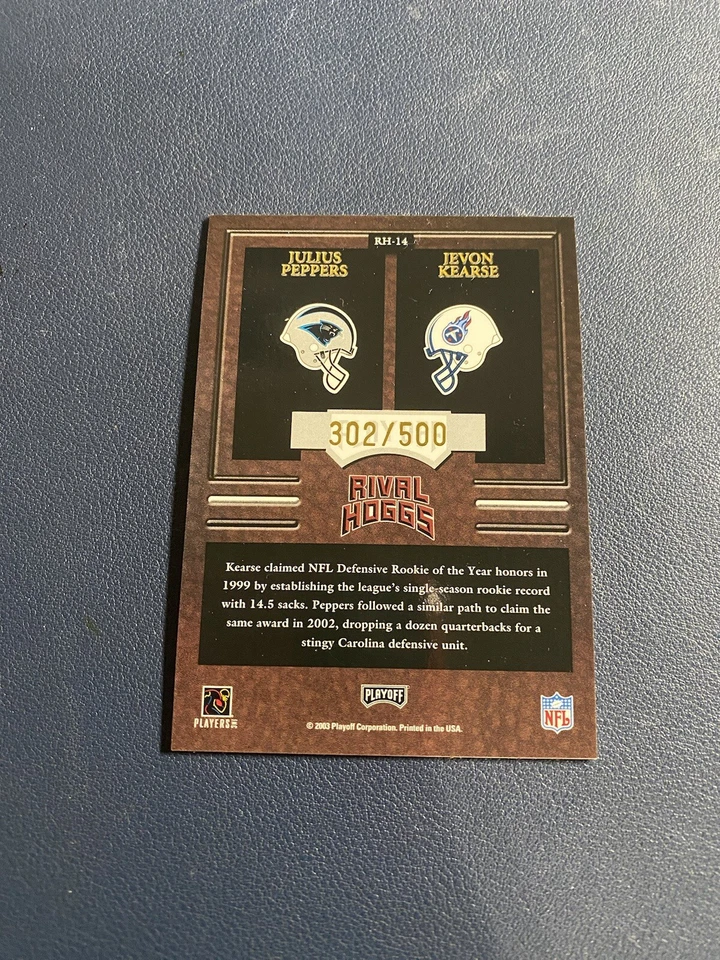 RH-14
JULIUS
PEPPERS
JEVON
KEARSE
302/500
RIVAL
HOGGS
Kearse claimed NFL Defensive Rookie of the Year honors in
1999 by establishing the league's single-season rookie record
with 14.5 sacks. Peppers followed a similar path to claim the
same award in 2002, dropping a dozen quarterbacks for a
stingy Carolina defensive unit.
PLAYERS INC
PLAYOFF
© 2003 Playoff Corporation. Printed in the USA.
NFL